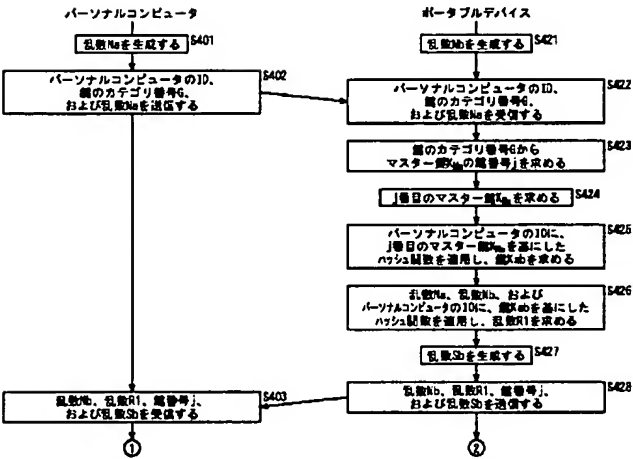 パーソナルコンピュータ
乱数Naを生成する
S401
パーソナルコンピュータのID、
鍵のカテゴリ番号G、
および乱数Naを送信する
S402
乱数Nb、乱数R1、鍵番号j、
および乱数Sbを受信する
S403
①
ポータブルデバイス
乱数Nbを生成する
S421
パーソナルコンピュータのID、
鍵のカテゴリ番号G、
および乱数Naを受信する
S422
鍵のカテゴリ番号Gから
マスター鍵の鍵番号jを求める
S423
j番目のマスター鍵を求める
S424
パーソナルコンピュータのIDに、
j番目のマスター鍵を基にした
ハッシュ関数を適用し、鍵Kabを求める
S425
乱数Na、乱数Nb、および
パーソナルコンピュータのIDに、鍵Kabを基にした
ハッシュ関数を適用し、乱数R1を求める
S426
乱数Sbを生成する
S427
乱数Nb、乱数R1、鍵番号j、
および乱数Sbを送信する
S428
②